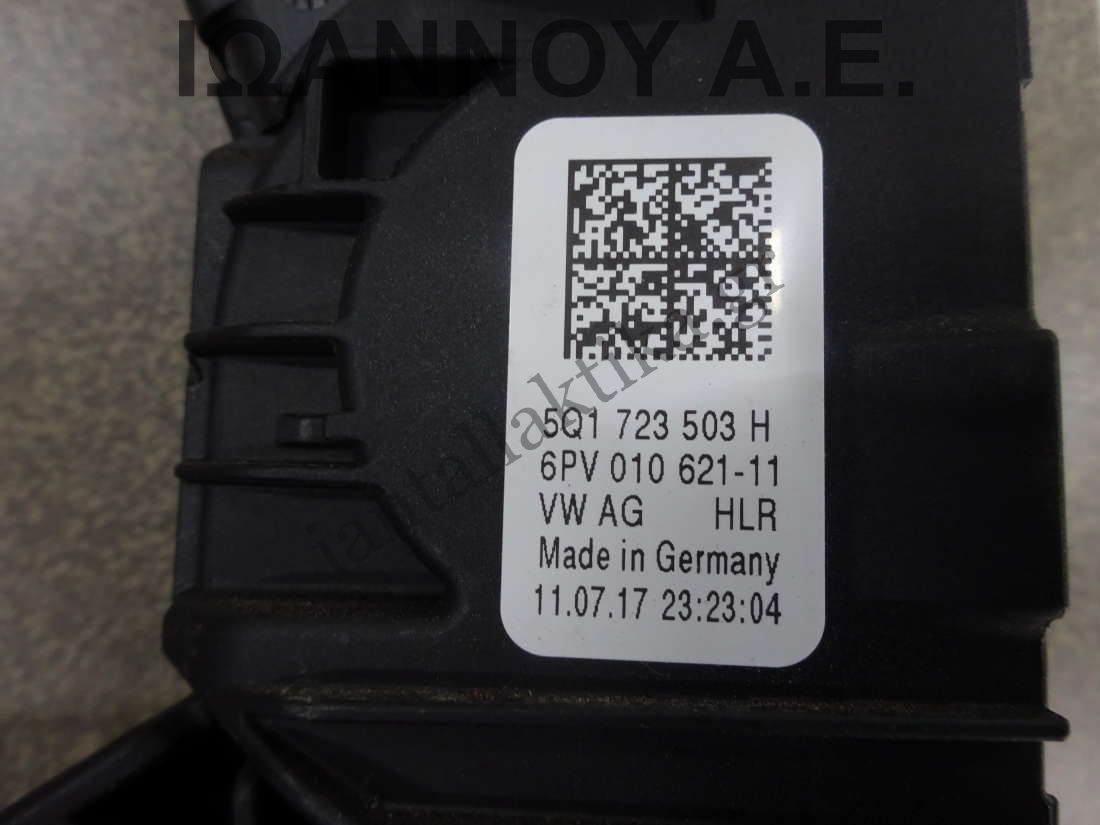 ΙΩΑΝΝΟΥ Α.Ε.
5Q1 723 503 H
6PV 010 621-11
VW AG HLR
Made in Germany
11.07.17 23:23:04